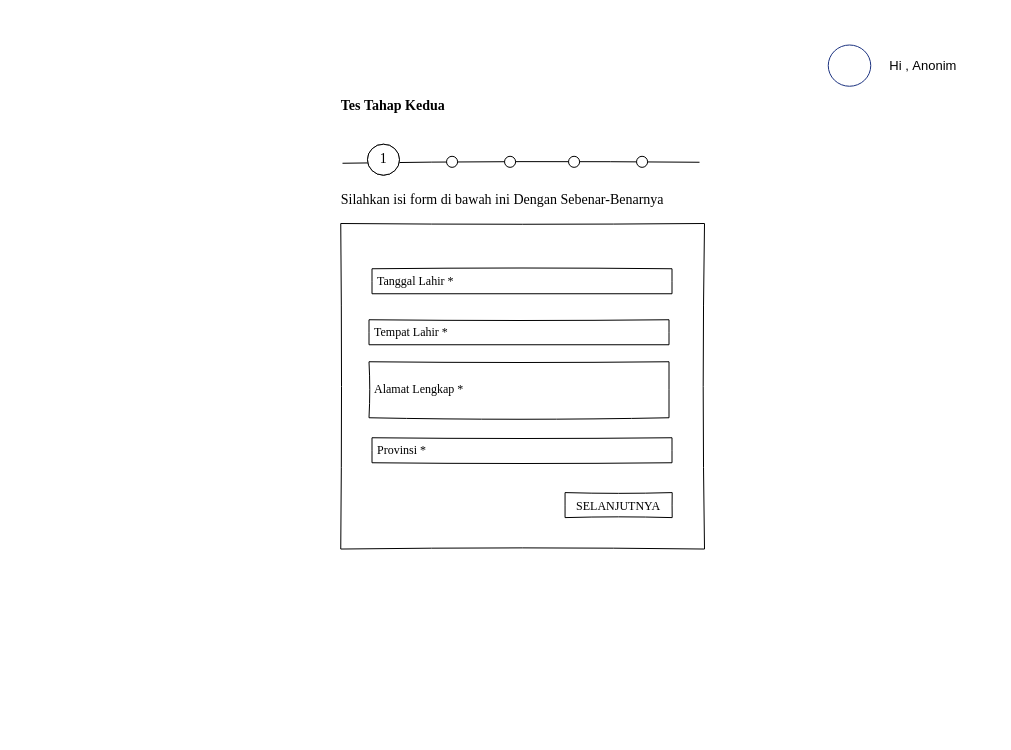 Hi , Anonim
Tes Tahap Kedua
1
Silahkan isi form di bawah ini Dengan Sebenar-Benarnya
Tanggal Lahir *
Tempat Lahir *
Alamat Lengkap *
Provinsi *
SELANJUTNYA